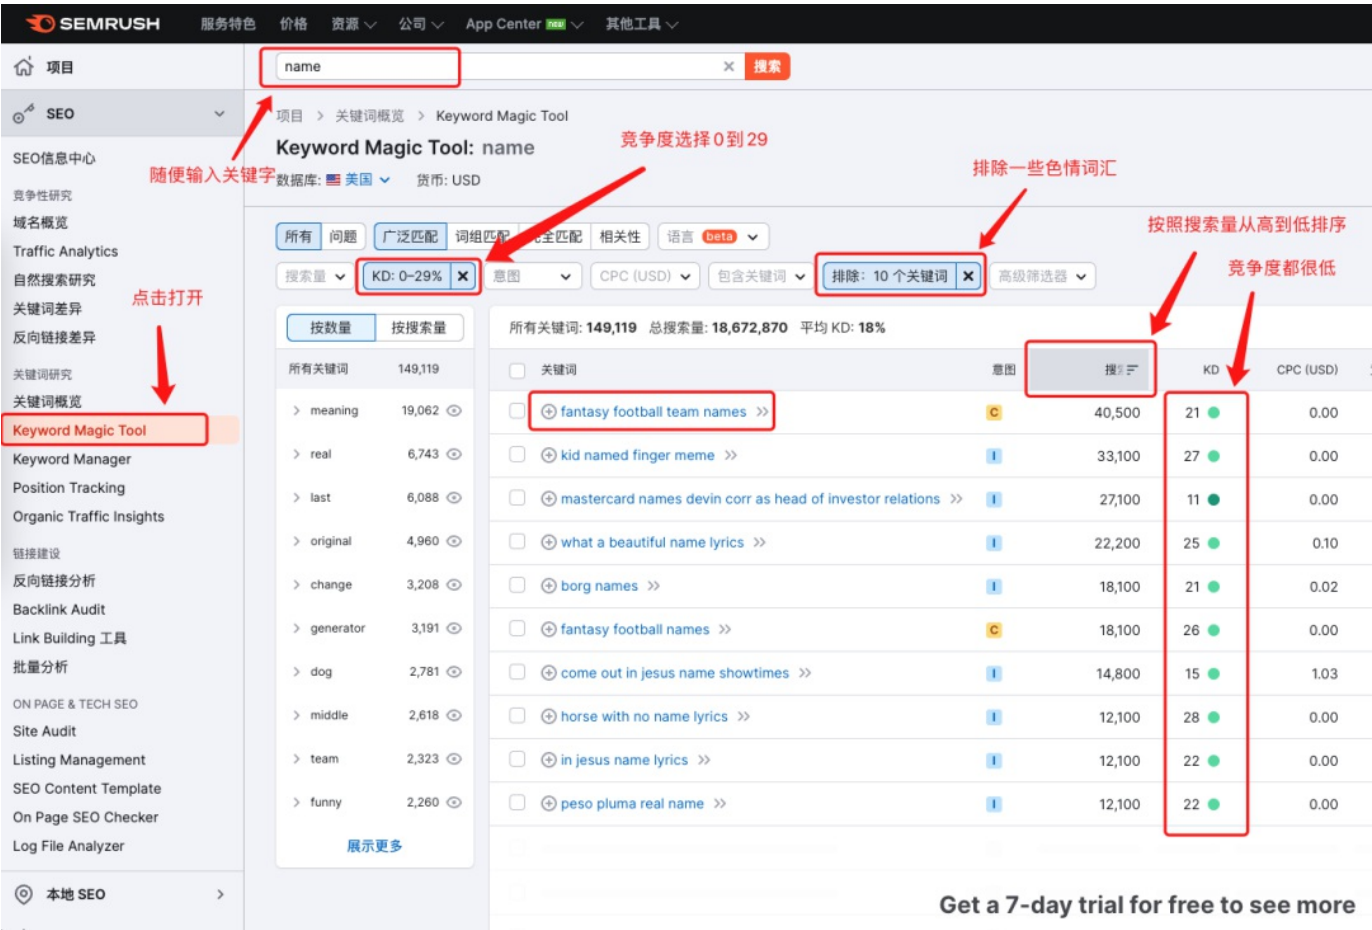 SEMRUSH 服务特色 价格 资源 公司 App Center new 其他工具
项目
name × 搜索
SEO
项目 > 关键词概览 > Keyword Magic Tool
Keyword Magic Tool: name
竞争度选择0到29
随便输入关键字
数据库: 美国 货币: USD
排除一些色情词汇
按照搜索量从高到低排序
竞争度都很低
SEO信息中心
竞争性研究
域名概览
Traffic Analytics
自然搜索研究
关键词差异
反向链接差异
点击打开
关键词研究
关键词概览
Keyword Magic Tool
Keyword Manager
Position Tracking
Organic Traffic Insights
链接建设
反向链接分析
Backlink Audit
Link Building 工具
批量分析
ON PAGE & TECH SEO
Site Audit
Listing Management
SEO Content Template
On Page SEO Checker
Log File Analyzer
本地 SEO
所有 问题 广泛匹配 词组匹配 全匹配 相关性 语言 beta
搜索量 KD: 0–29% × 意图 CPC (USD) 包含关键词 排除: 10 个关键词 × 高级筛选器
按数量 按搜索量
所有关键词: 149,119 总搜索量: 18,672,870 平均 KD: 18%
所有关键词 149,119
meaning 19,062
real 6,743
last 6,088
original 4,960
change 3,208
generator 3,191
dog 2,781
middle 2,618
team 2,323
funny 2,260
展示更多
关键词 意图 搜 KD CPC (USD)
fantasy football team names C 40,500 21 0.00
kid named finger meme I 33,100 27 0.00
mastercard names devin corr as head of investor relations I 27,100 11 0.00
what a beautiful name lyrics I 22,200 25 0.10
borg names I 18,100 21 0.02
fantasy football names C 18,100 26 0.00
come out in jesus name showtimes I 14,800 15 1.03
horse with no name lyrics I 12,100 28 0.00
in jesus name lyrics I 12,100 22 0.00
peso pluma real name I 12,100 22 0.00
Get a 7-day trial for free to see more